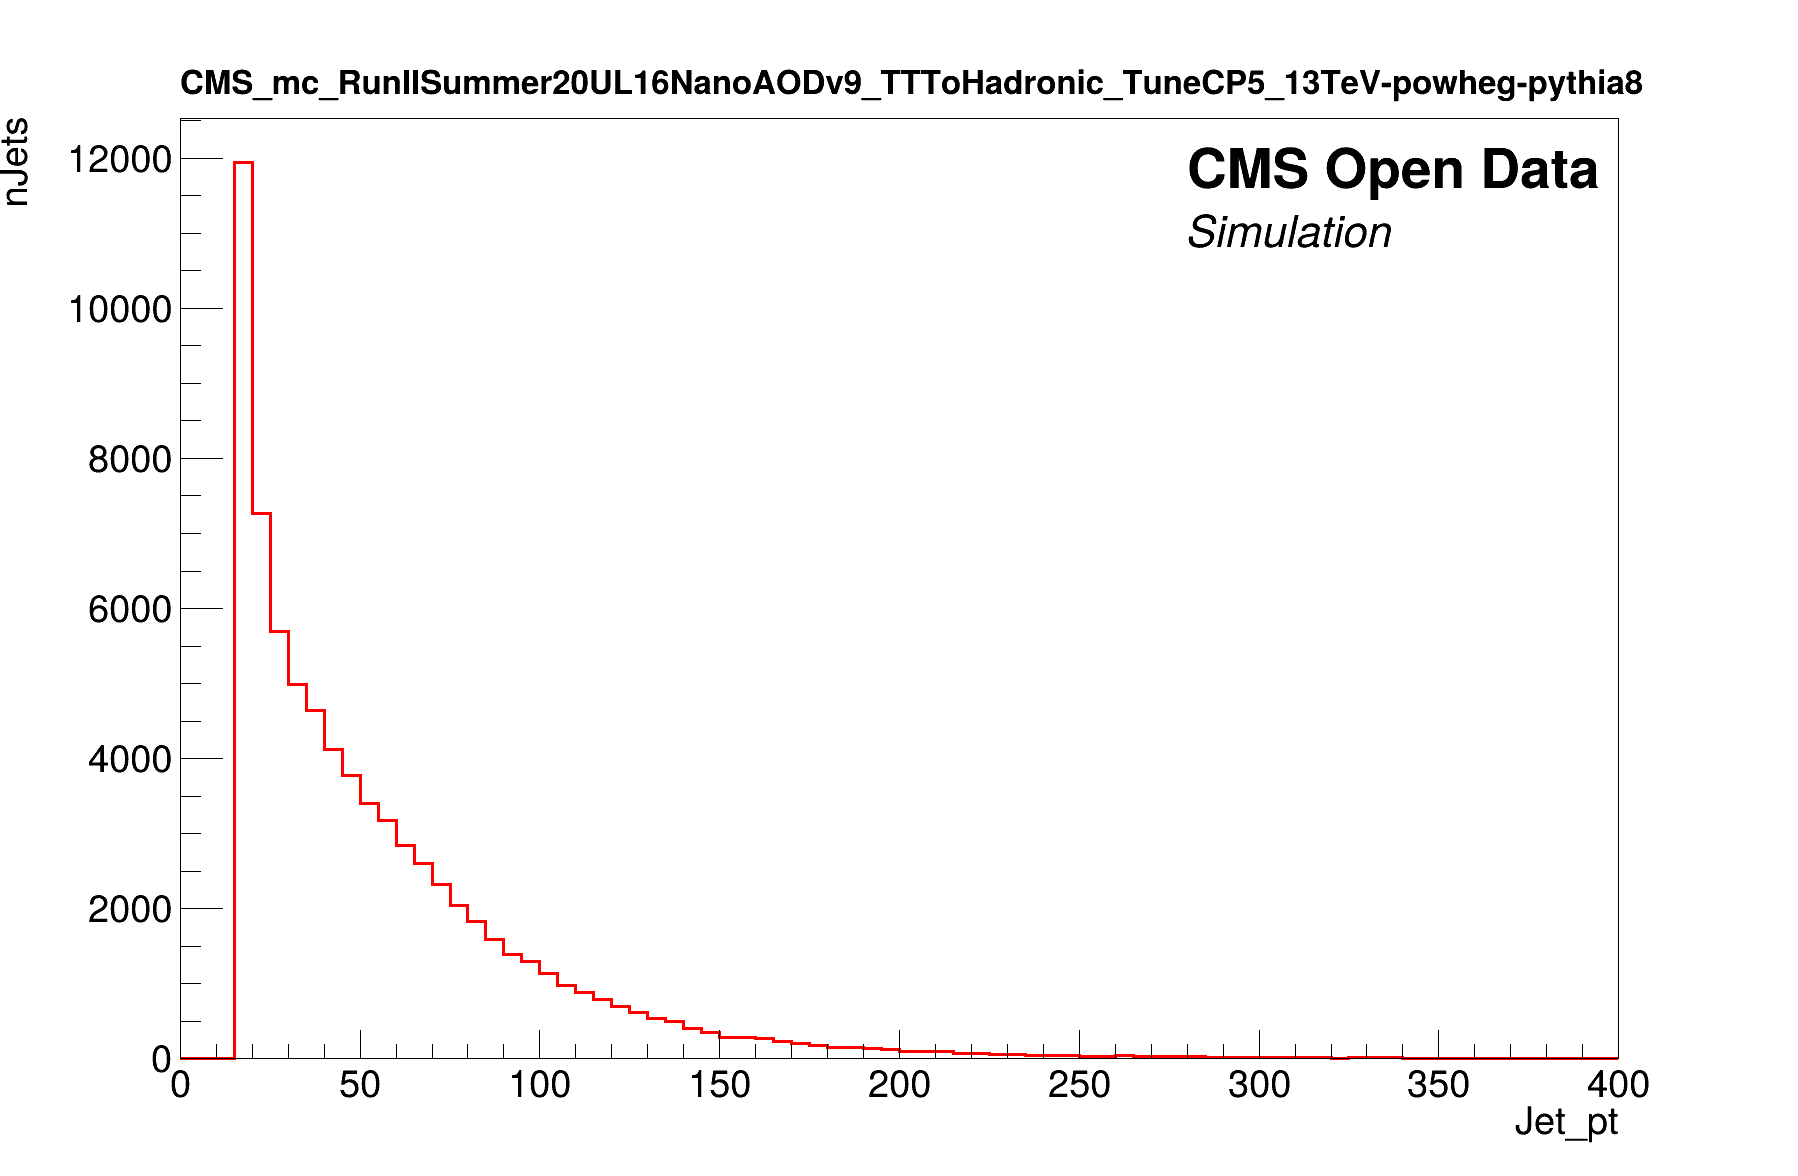 CMS_mc_RunIISummer20UL16NanoAODv9_TTToHadronic_TuneCP5_13TeV-powheg-pythia8
nJets
CMS Open Data
Simulation
12000
10000
8000
6000
4000
2000
0
0 50 100 150 200 250 300 350 400
Jet_pt